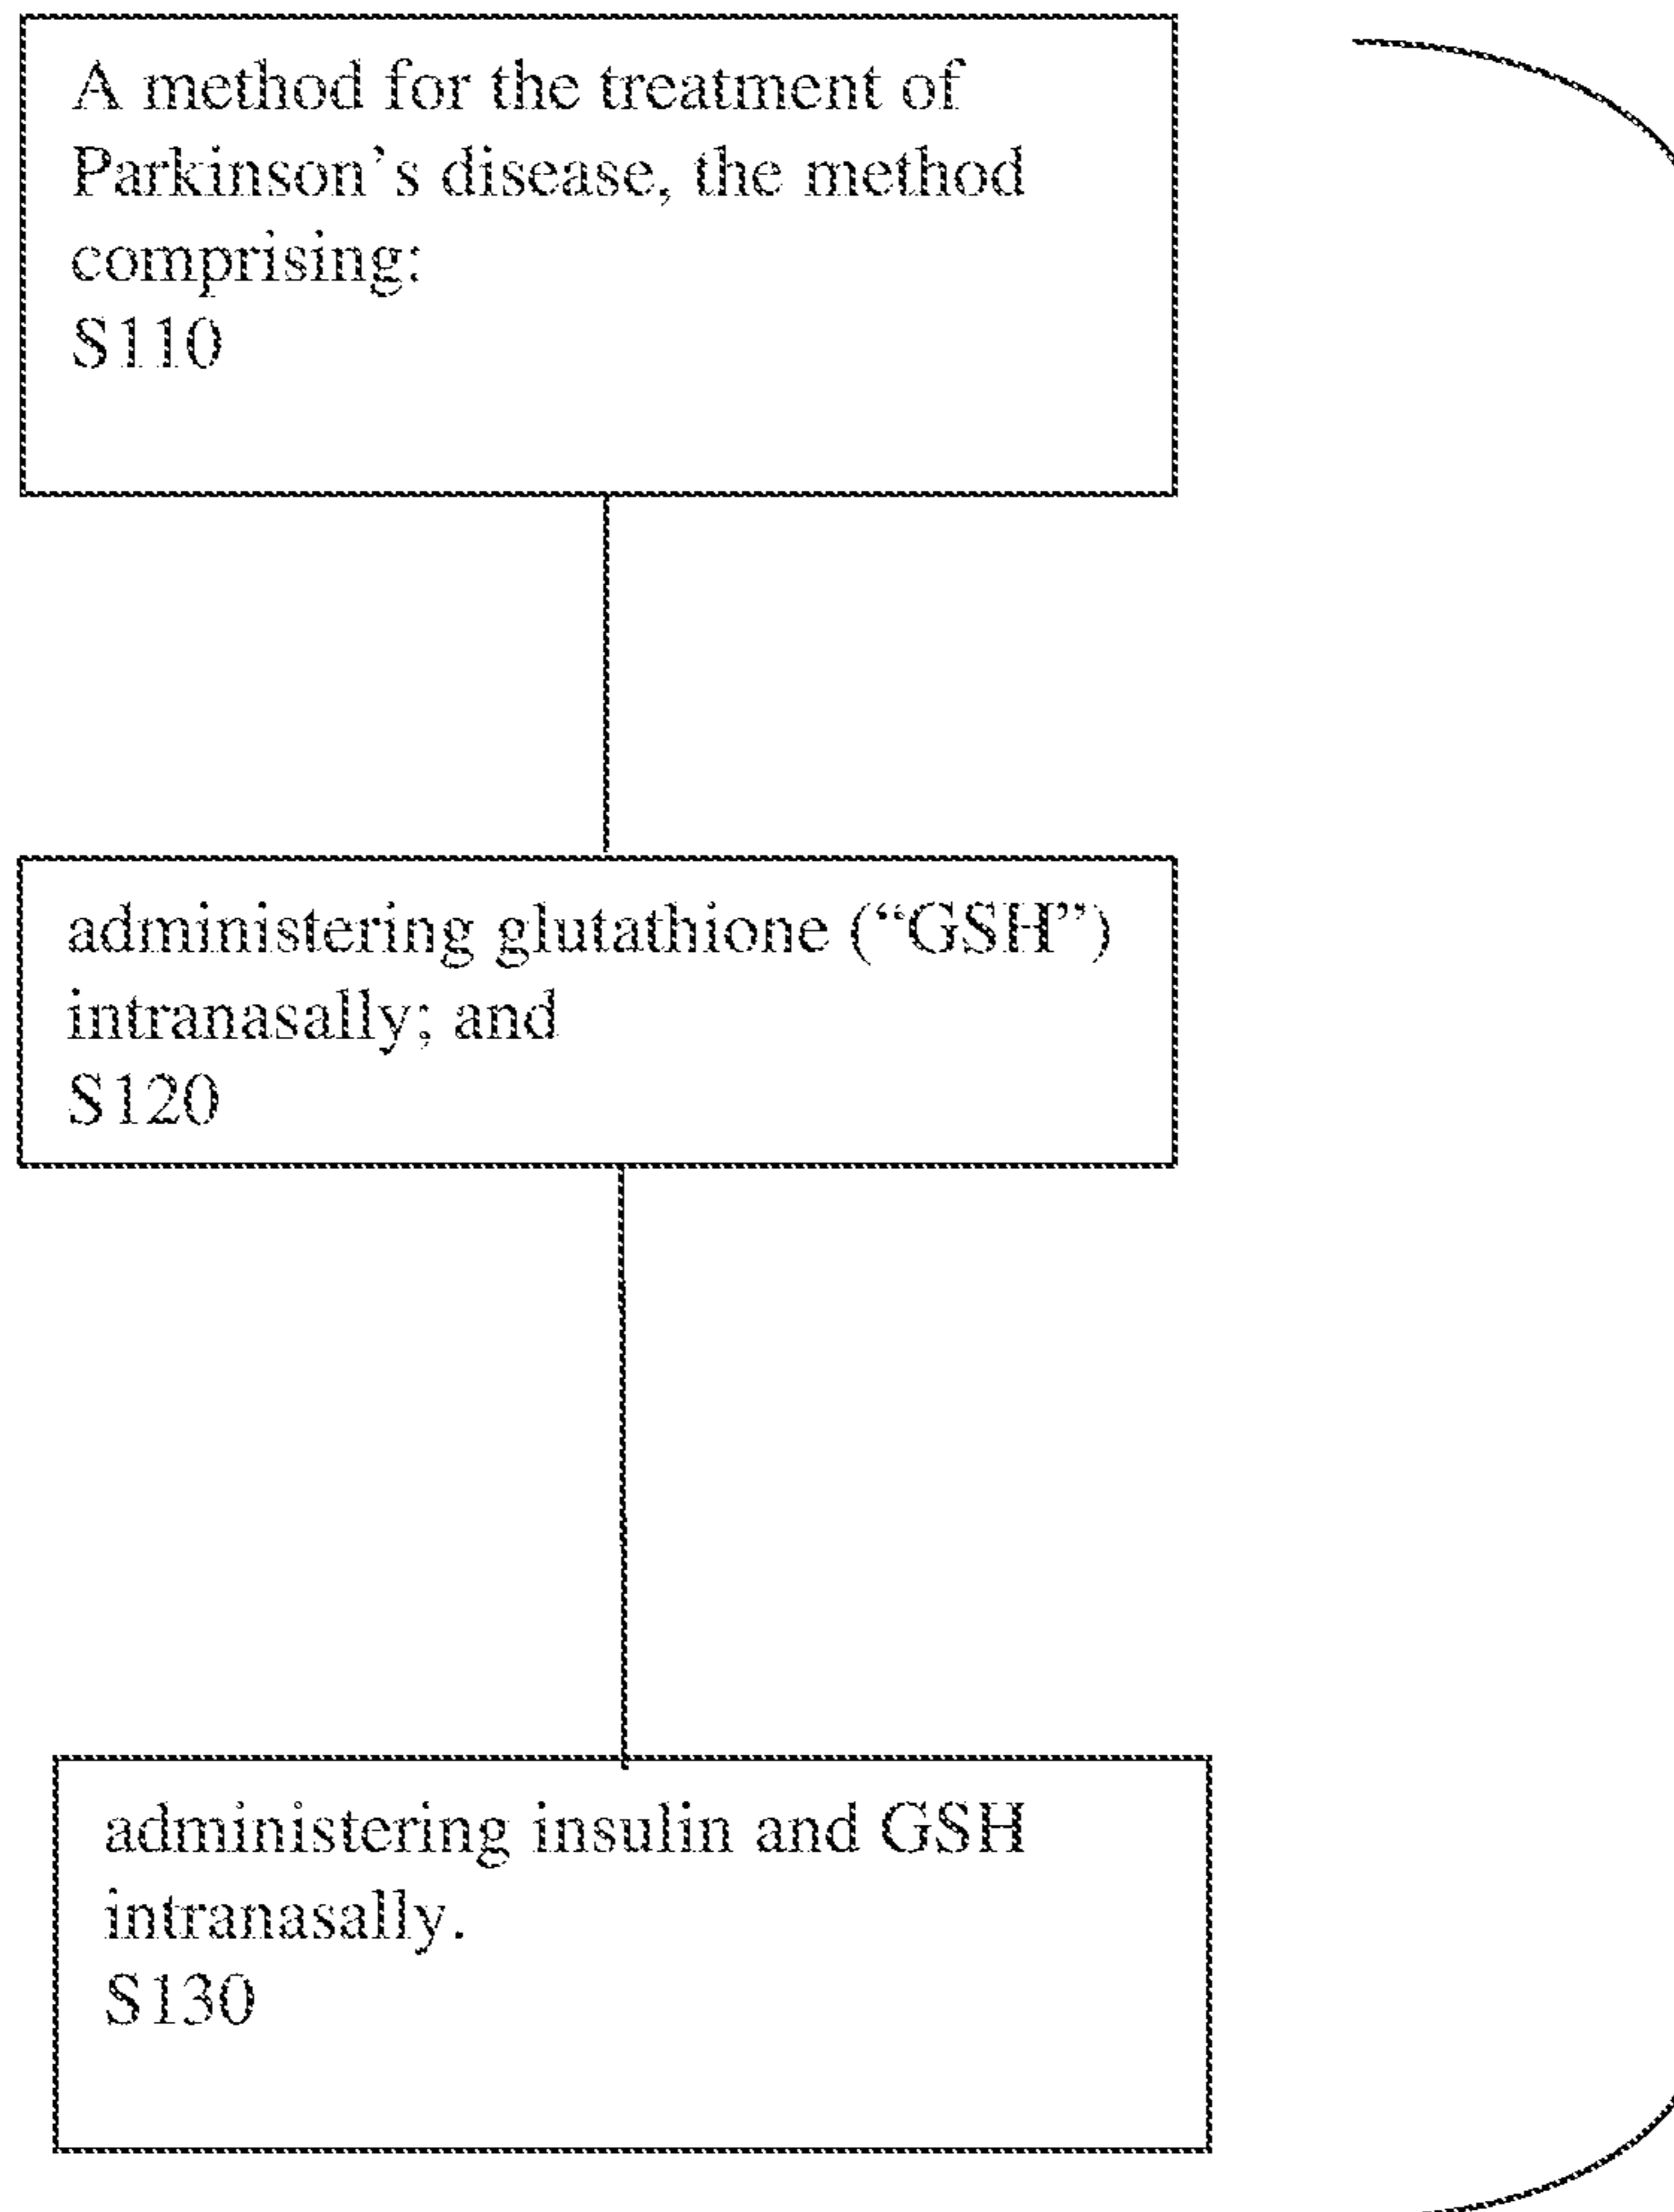 A method for the treatment of
Parkinson’s disease, the method
comprising:
S110
administering glutathione (“GSH”)
intranasally; and
S120
administering insulin and GSH
intranasally.
S130